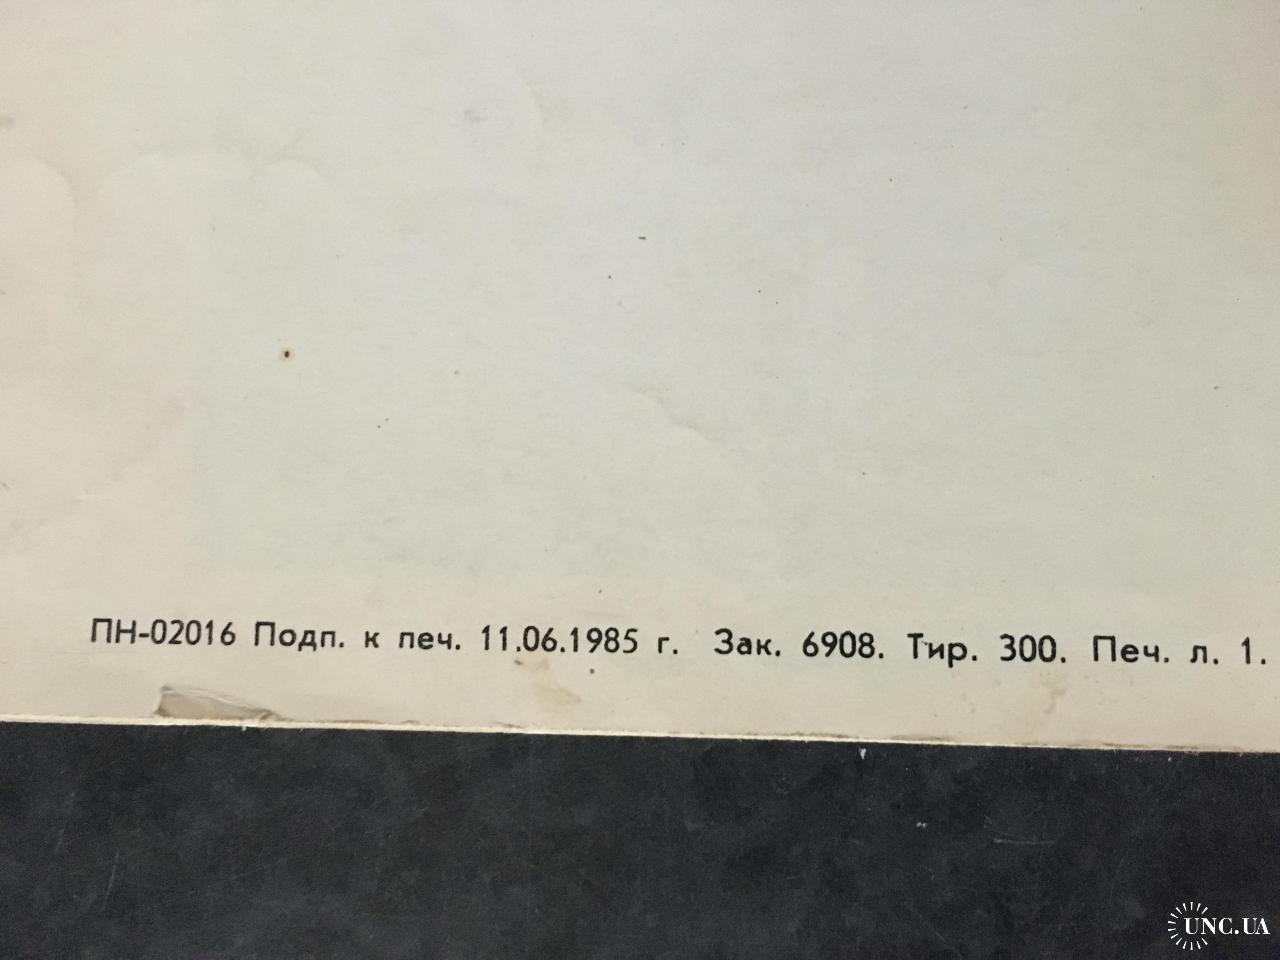 ПН-02016 Подп. к печ. 11.06.1985 г. Зак. 6908. Тир. 300. Печ. л. 1.
UNC.UA